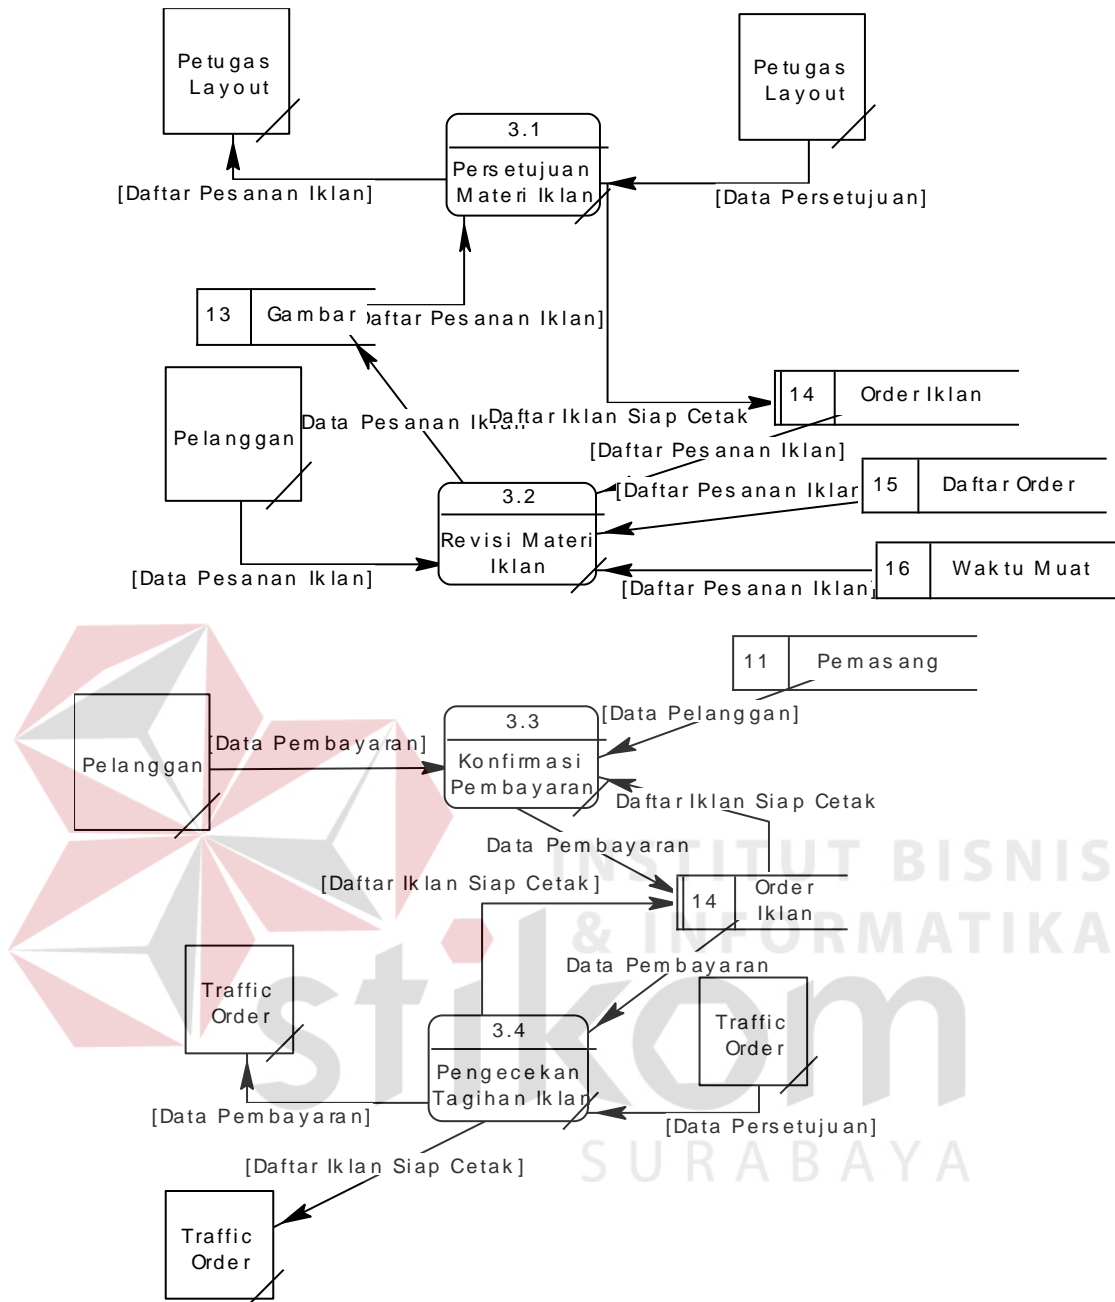 Petugas
Layout
Petugas
Layout
3.1
Persetujuan
Materi Iklan
[Daftar Pesanan Iklan]
[Data Persetujuan]
13
Gambar
Daftar Pesanan Iklan]
14
Order Iklan
Pelanggan
Data Pesanan Iklan
Daftar Iklan Siap Cetak
[Daftar Pesanan Iklan]
3.2
Revisi Materi
Iklan
[Daftar Pesanan Iklan
15
Daftar Order
[Data Pesanan Iklan]
[Daftar Pesanan Iklan]
16
Waktu Muat
11
Pemasang
Pelanggan
[Data Pembayaran]
3.3
Konfirmasi
Pembayaran
[Data Pelanggan]
Daftar Iklan Siap Cetak
Data Pembayaran
[Daftar Iklan Siap Cetak]
14
Order
Iklan
INSTITUT BISNIS
& INFORMATIKA
Data Pembayaran
Traffic
Order
stikom
Traffic
Order
3.4
Pengecekan
Tagihan Iklan
[Data Pembayaran]
[Data Persetujuan]
SURABAYA
[Daftar Iklan Siap Cetak]
Traffic
Order